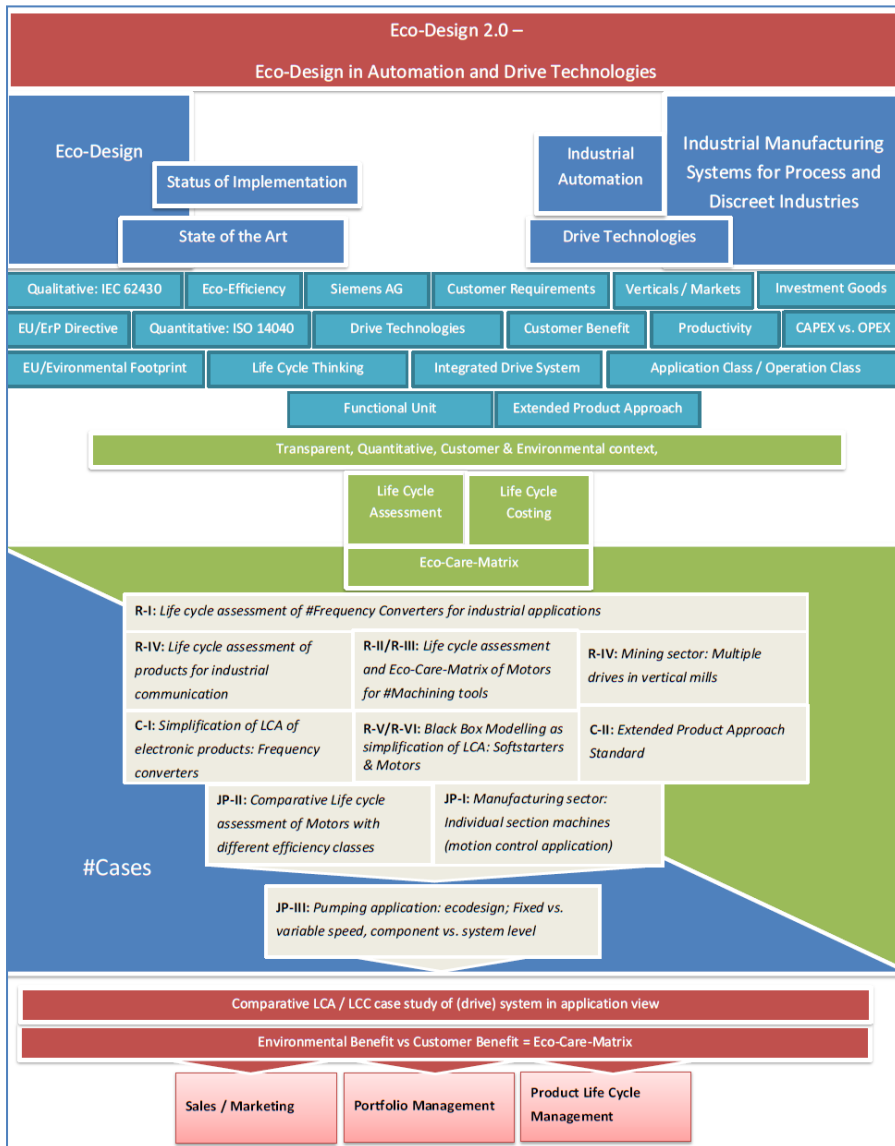 Eco-Design 2.0 –
Eco-Design in Automation and Drive Technologies
Eco-Design
Status of Implementation
State of the Art
Industrial
Automation
Drive Technologies
Industrial Manufacturing
Systems for Process and
Discreet Industries
Qualitative: IEC 62430
Eco-Efficiency
Siemens AG
Customer Requirements
Verticals / Markets
Investment Goods
EU/ErP Directive
Quantitative: ISO 14040
Drive Technologies
Customer Benefit
Productivity
CAPEX vs. OPEX
EU/Evironmental Footprint
Life Cycle Thinking
Integrated Drive System
Application Class / Operation Class
Functional Unit
Extended Product Approach
Transparent, Quantitative, Customer & Environmental context,
Life Cycle
Assessment
Life Cycle
Costing
Eco-Care-Matrix
R-I: Life cycle assessment of #Frequency Converters for industrial applications
R-IV: Life cycle assessment of
products for industrial
communication
R-II/R-III: Life cycle assessment
and Eco-Care-Matrix of Motors
for #Machining tools
R-IV: Mining sector: Multiple
drives in vertical mills
C-I: Simplification of LCA of
electronic products: Frequency
converters
R-V/R-VI: Black Box Modelling as
simplification of LCA: Softstarters
& Motors
C-II: Extended Product Approach
Standard
JP-II: Comparative Life cycle
assessment of Motors with
different efficiency classes
JP-I: Manufacturing sector:
Individual section machines
(motion control application)
#Cases
JP-III: Pumping application: ecodesign; Fixed vs.
variable speed, component vs. system level
Comparative LCA / LCC case study of (drive) system in application view
Environmental Benefit vs Customer Benefit = Eco-Care-Matrix
Sales / Marketing
Portfolio Management
Product Life Cycle
Management